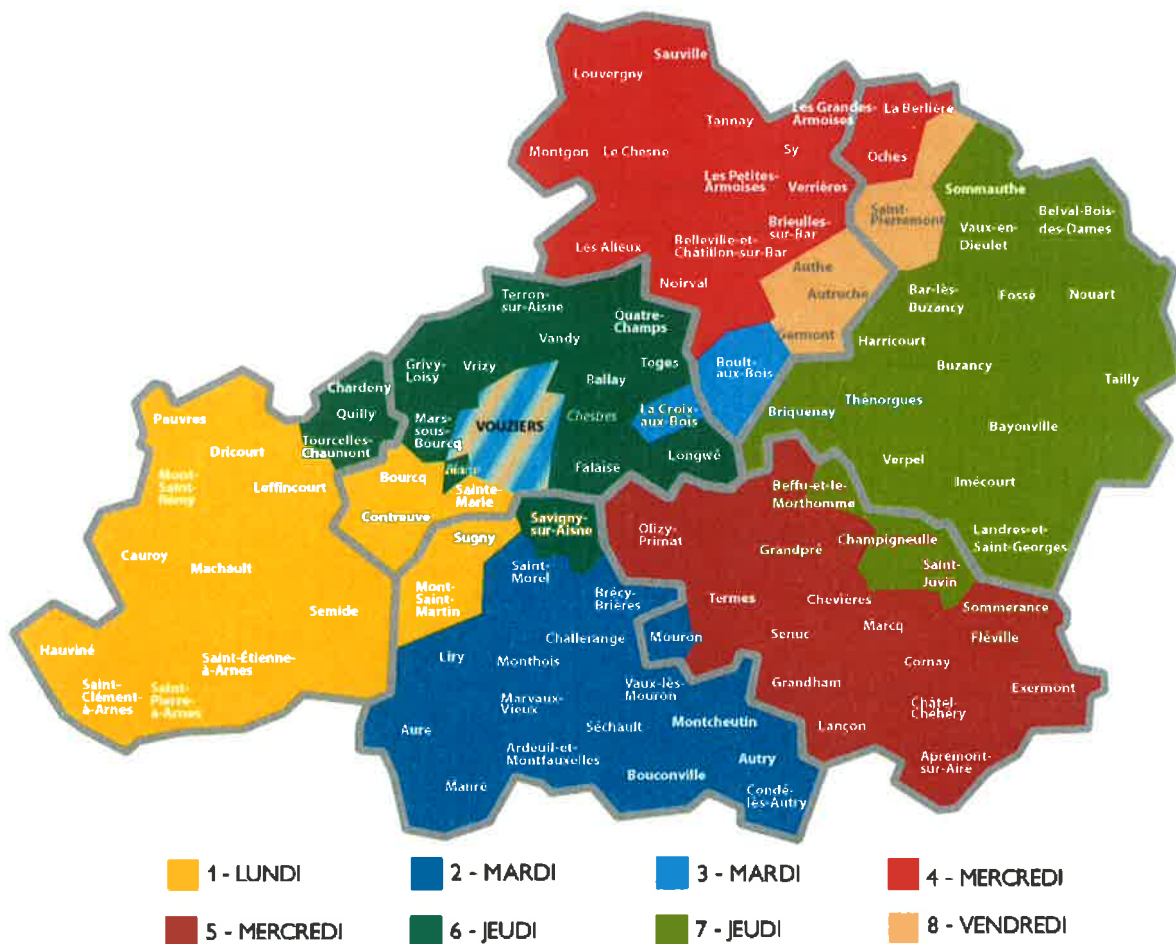 Sauville
Louvergny
Les Grandes-
Armoises
La Berlière
Tannay
Montgon
Le Chesne
Sy
Oches
Les Petites-
Armoises
Verrières
Sommauthe
Saint-
Pierremont
Belval-Bois-
des-Dames
Brieulles-
sur-Bar
Vaux-en-
Dieulet
Les Alleux
Belleville-et-
Châtillon-sur-Bar
Authe
Noirval
Autruche
Bar-lès-
Buzancy
Fossé
Nouart
Terron-
sur-Aisne
Quatre-
Champs
Germont
Vandy
Harricourt
Grivy-
Loisy
Vrizy
Toges
Boult-
aux-Bois
Buzancy
Chardeny
Ballay
Tailly
Pauvres
Quilly
Mars-
sous-
Bourcq
VOUZIERS
Chestres
La Croix-
aux-Bois
Briquenay
Thénorgues
Bayonville
Dricourt
Tourcelles-
Chaumont
Longwé
Verpel
Mont-
Saint-
Rémy
Leffincourt
Bourcq
Falaise
Imécourt
Sainte-
Marie
Beffu-et-le-
Morthomme
Contreuve
Savigny-
sur-Aisne
Olizy-
Primat
Champigneulle
Landres-et-
Saint-Georges
Sugny
Grandpré
Cauroy
Machault
Saint-
Morel
Saint-
Juvin
Mont-
Saint-
Martin
Brécy-
Brières
Termes
Chevières
Sommerance
Semide
Marcq
Challerange
Mouron
Senuc
Fléville
Hauviné
Liry
Monthois
Cornay
Saint-Étienne-
à-Arnes
Saint-
Clément-
à-Arnes
Saint-
Pierre-
à-Arnes
Vaux-lès-
Mouron
Grandham
Exermont
Marvaux-
Vieux
Châtel-
Chéhéry
Aure
Séchault
Montcheutin
Lançon
Ardeuil-et-
Montfauxelles
Autry
Apremont-
sur-Aire
Bouconville
Manre
Condé-
lès-Autry
1 - LUNDI
2 - MARDI
3 - MARDI
4 - MERCREDI
5 - MERCREDI
6 - JEUDI
7 - JEUDI
8 - VENDREDI